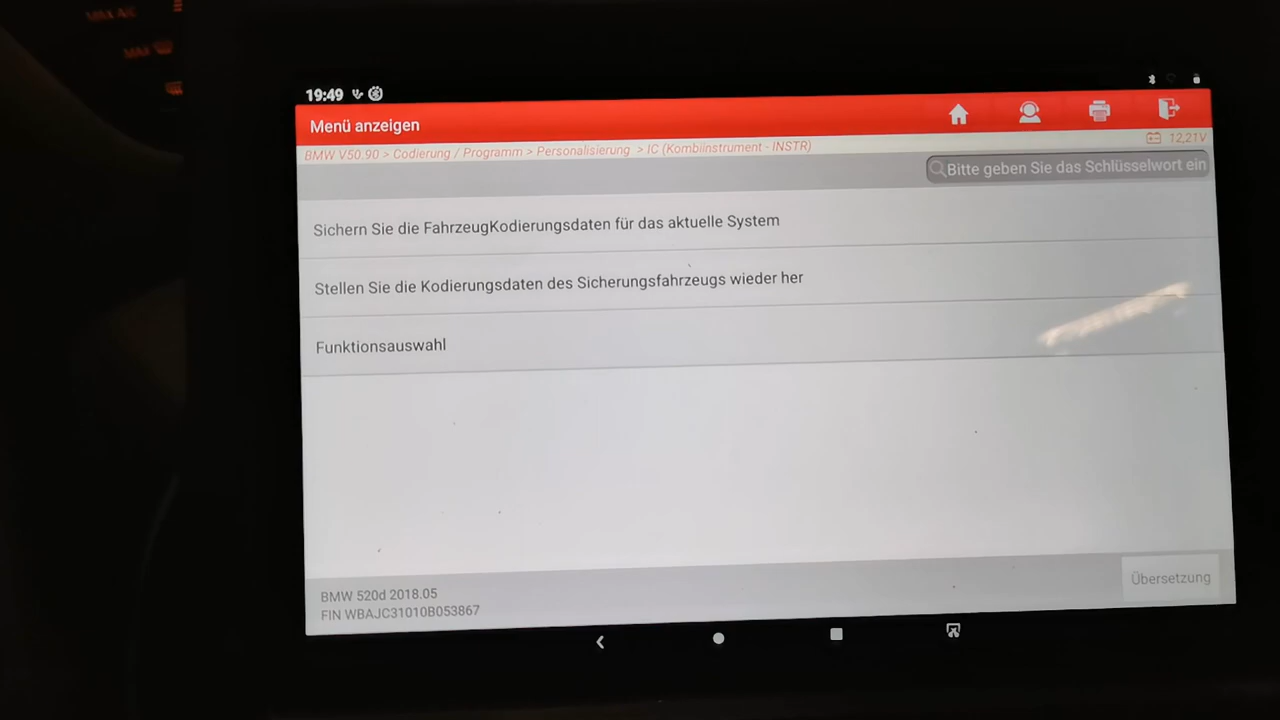 MAX A/C
MAX
19:49
Menü anzeigen
BMW V50.90 > Codierung / Programm > Personalisierung > IC (Kombiinstrument - INSTR)
12,21V
Bitte geben Sie das Schlüsselwort ein
Sichern Sie die FahrzeugKodierungsdaten für das aktuelle System
Stellen Sie die Kodierungsdaten des Sicherungsfahrzeugs wieder her
Funktionsauswahl
BMW 520d 2018.05
FIN WBAJC31010B053867
Übersetzung